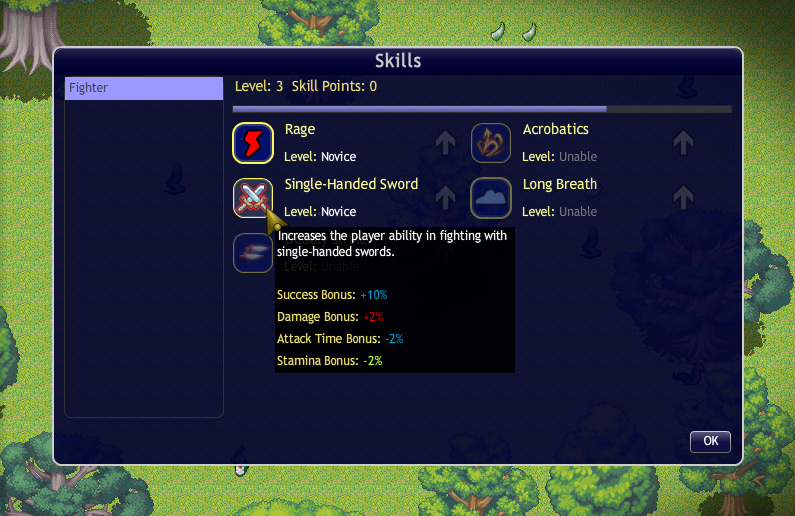 Skills
Fighter
Level: 3 Skill Points: 0
Rage
Level: Novice
Acrobatics
Level: Unable
Single-Handed Sword
Level: Novice
Long Breath
Level: Unable
Level: Unable
Increases the player ability in fighting with
single-handed swords.
Success Bonus: +10%
Damage Bonus: +2%
Attack Time Bonus: -2%
Stamina Bonus: -2%
OK